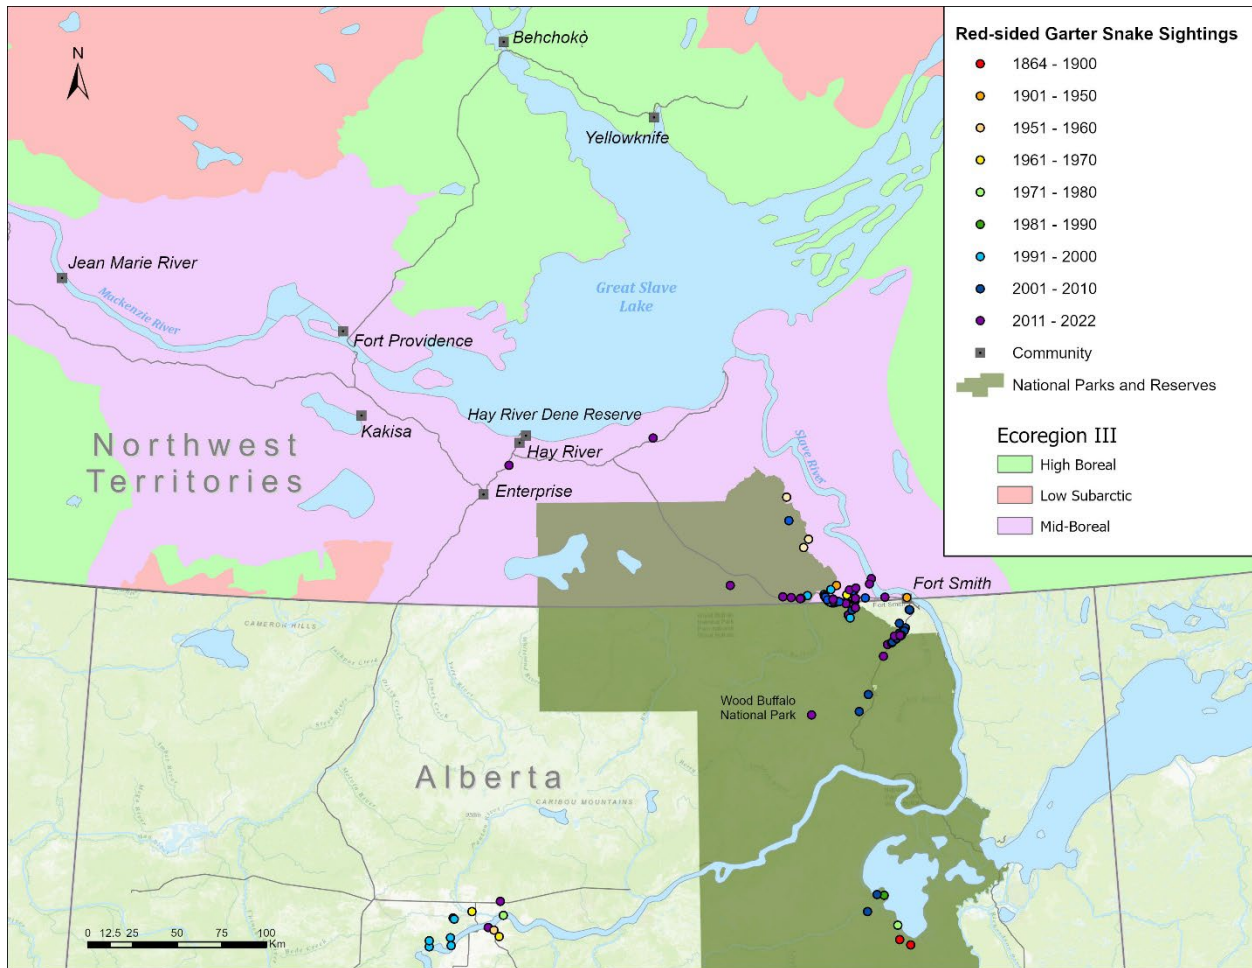 Behchokǫ̀
N
Yellowknife
Red-sided Garter Snake Sightings
1864 - 1900
1901 - 1950
1951 - 1960
1961 - 1970
1971 - 1980
1981 - 1990
1991 - 2000
2001 - 2010
2011 - 2022
Community
National Parks and Reserves
Ecoregion III
High Boreal
Low Subarctic
Mid-Boreal
Jean Marie River
Mackenzie River
Great Slave
Lake
Fort Providence
Hay River Dene Reserve
Kakisa
Hay River
Slave River
Northwest
Territories
Enterprise
Fort Smith
Fort Smith
CAMERON HILLS
Wood Buffalo
National Park
Alberta
CARIBOU MOUNTAINS
0 12.5 25 50 75 100
Km